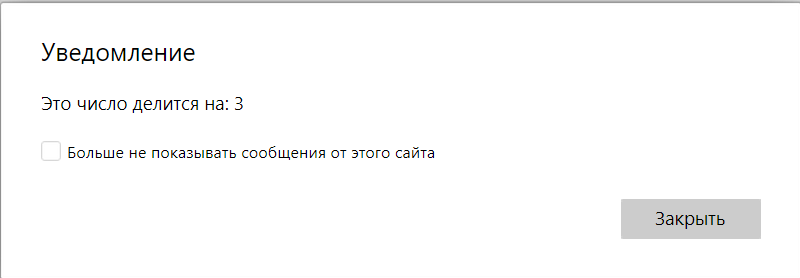 Уведомление
Это число делится на: 3
Больше не показывать сообщения от этого сайта
Закрыть